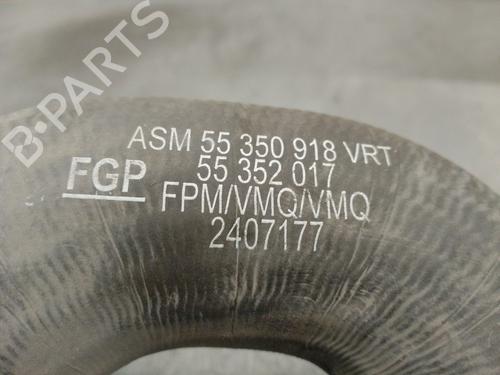 ASM 55 350 918 VRT
55 352 017
FGP
FPM/VMQ/VMQ
2407177
B-PARTS